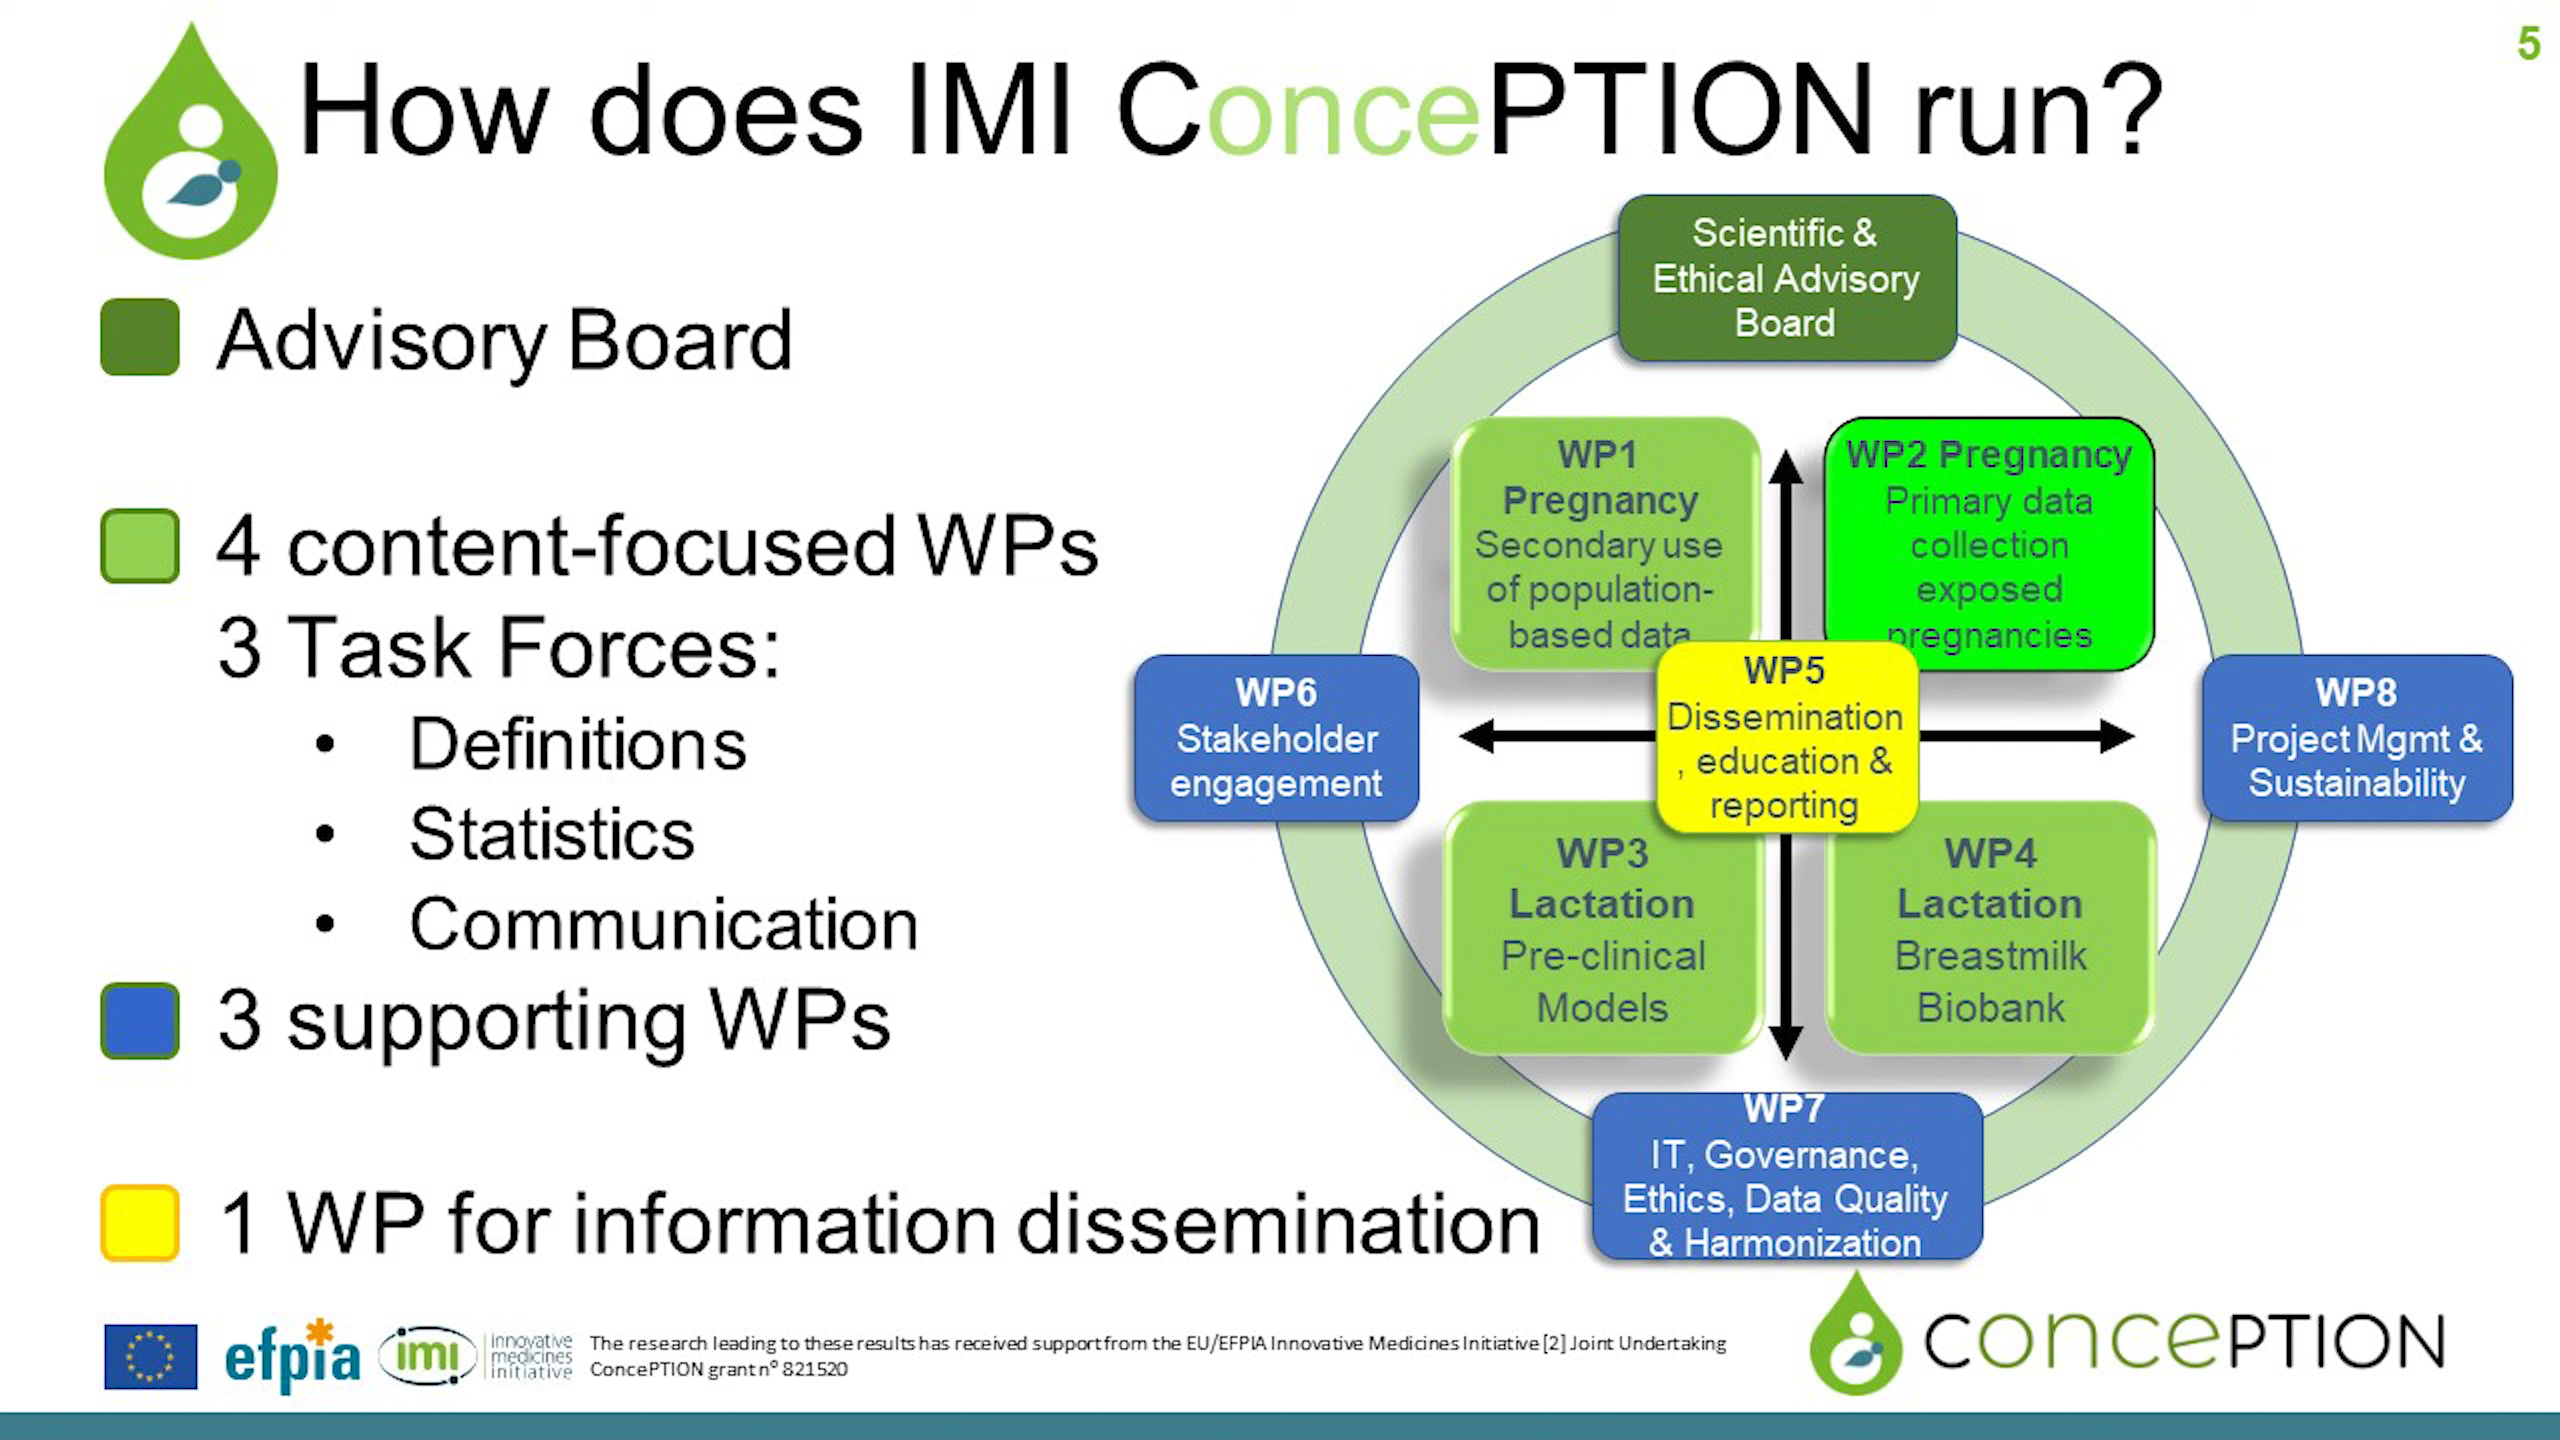 5
How does IMI ConcePTION run?
Advisory Board
4 content-focused WPs
3 Task Forces:
• Definitions
• Statistics
• Communication
3 supporting WPs
1 WP for information dissemination
Scientific &
Ethical Advisory
Board
WP1
Pregnancy
Secondary use
of population-
based data
WP2 Pregnancy
Primary data
collection
exposed
pregnancies
WP6
Stakeholder
engagement
WP5
Dissemination
, education &
reporting
WP8
Project Mgmt &
Sustainability
WP3
Lactation
Pre-clinical
Models
WP4
Lactation
Breastmilk
Biobank
WP7
IT, Governance,
Ethics, Data Quality
& Harmonization
efpia
imi
innovative
medicines
initiative
The research leading to these results has received support from the EU/EFPIA Innovative Medicines Initiative [2] Joint Undertaking
ConcePTION grant n° 821520
concePTION